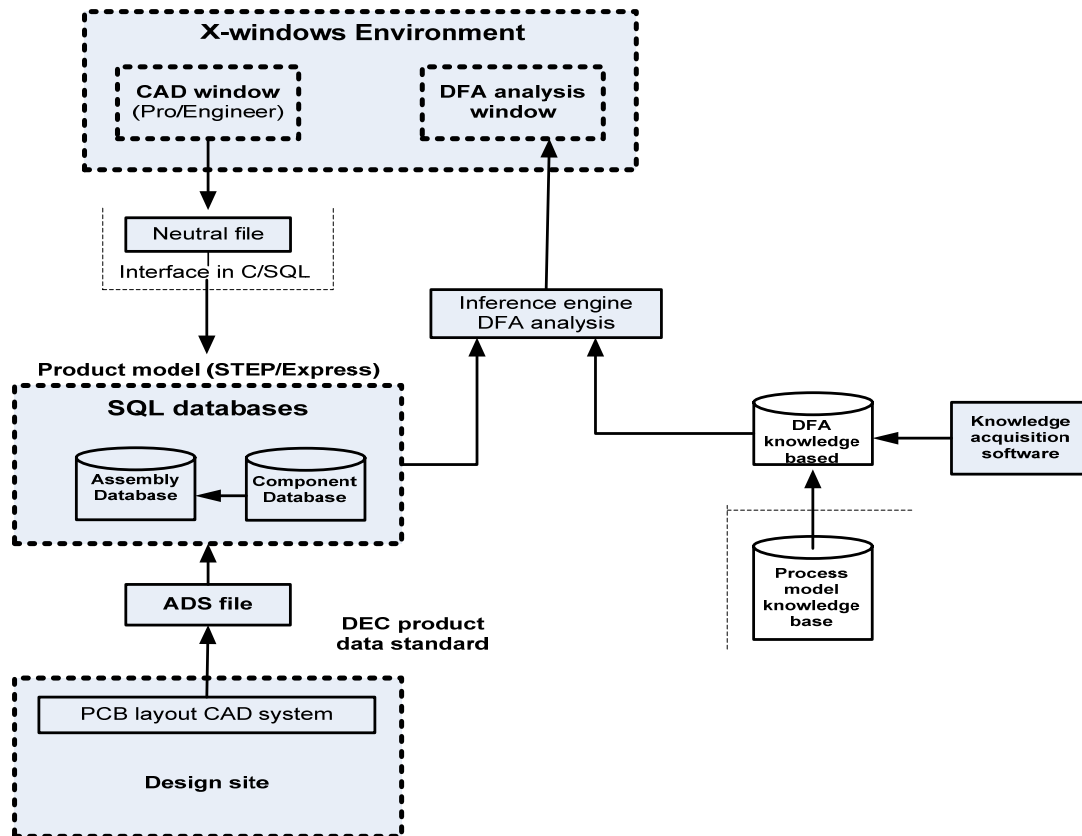 X-windows Environment
CAD window
(Pro/Engineer)
DFA analysis
window
Neutral file
Interface in C/SQL
Inference engine
DFA analysis
Product model (STEP/Express)
SQL databases
Assembly
Database
Component
Database
DFA
knowledge
based
Knowledge
acquisition
software
Process
model
knowledge
base
ADS file
DEC product
data standard
PCB layout CAD system
Design site